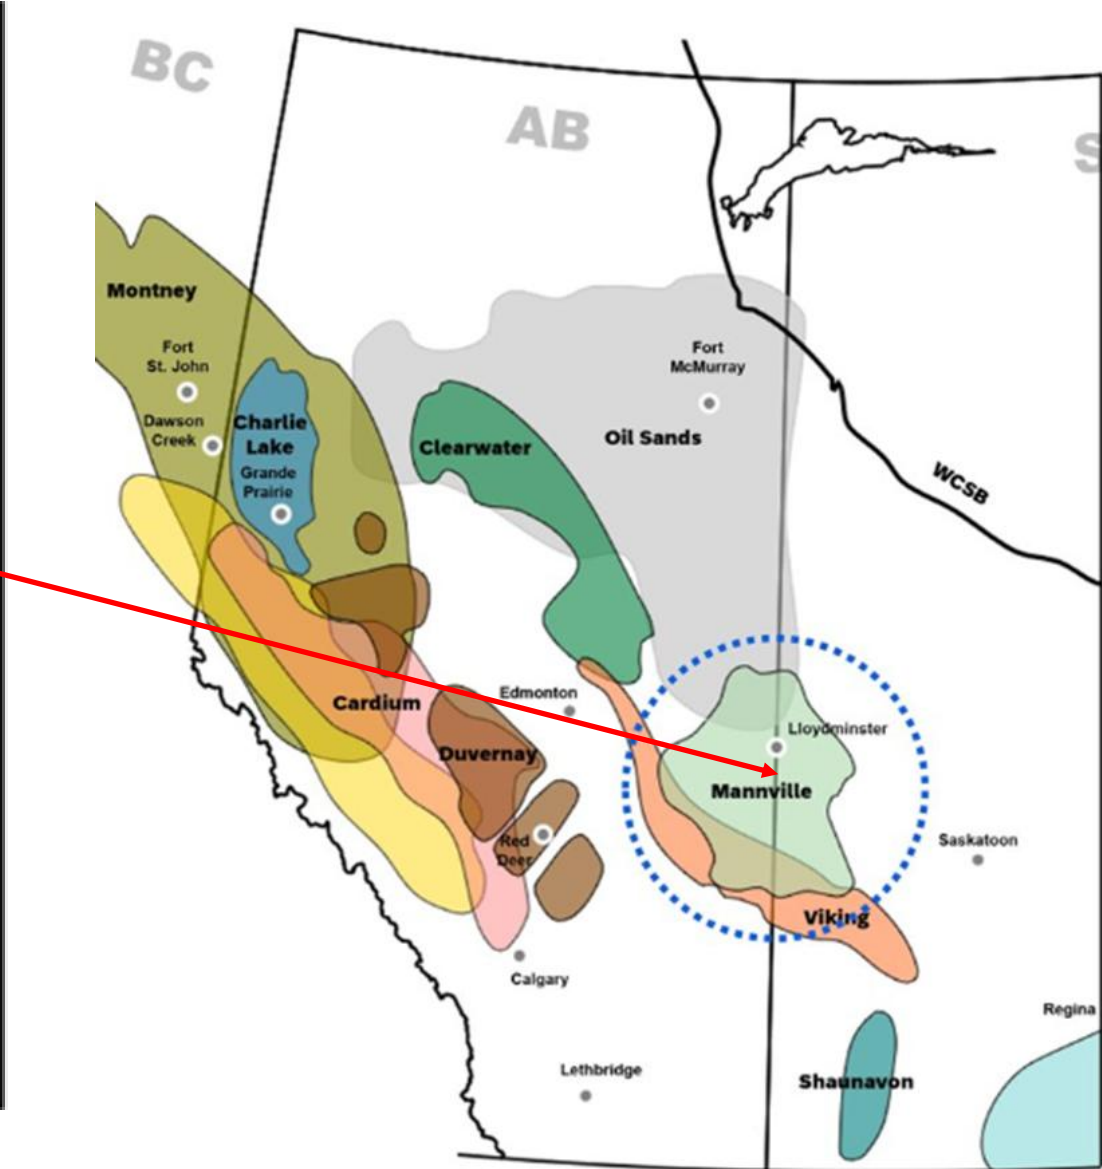 BC
AB
S
Montney
Fort
St. John
Dawson
Creek
Charlie
Lake
Grande
Prairie
Clearwater
Fort
McMurray
Oil Sands
WCSB
Cardium
Edmonton
Duvernay
Lloydminster
Mannville
Red
Deer
Saskatoon
Viking
Calgary
Regina
Lethbridge
Shaunavon